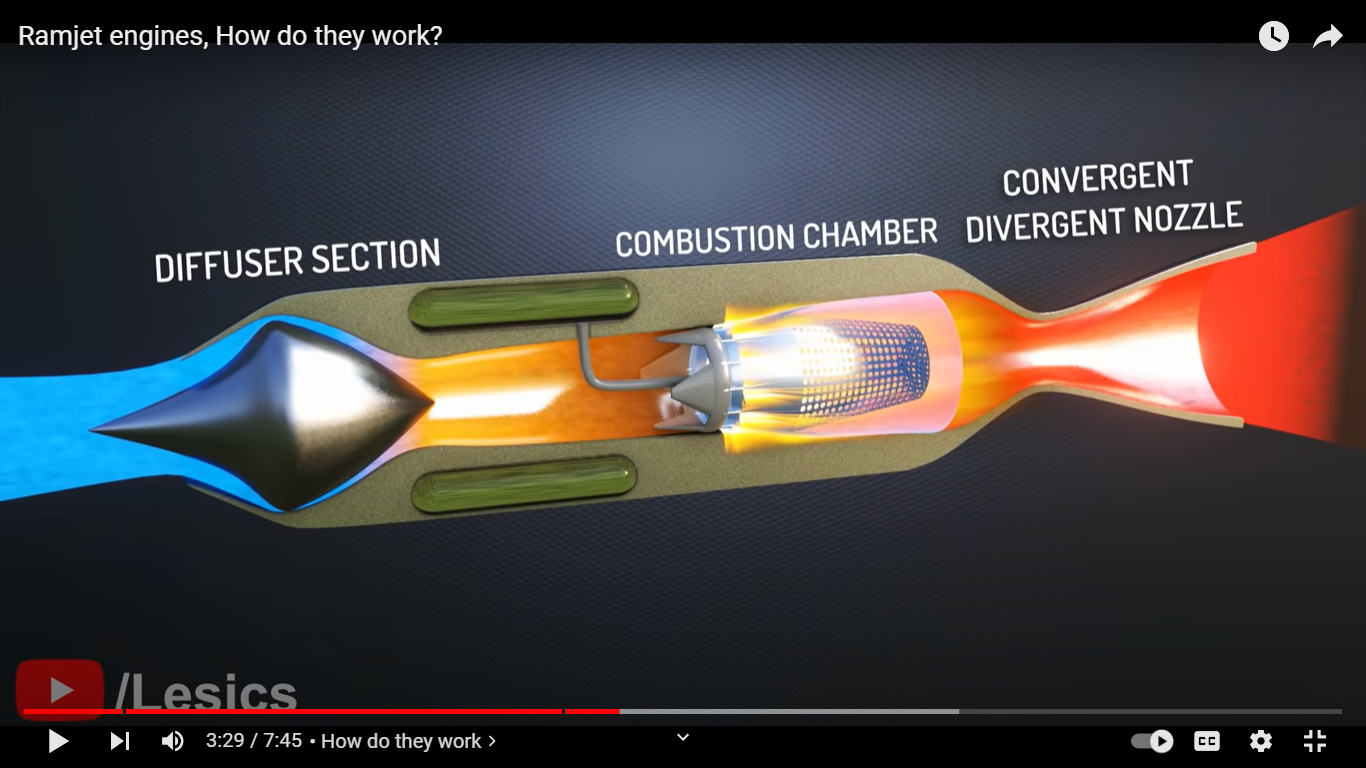 Ramjet engines, How do they work?
CONVERGENT
DIVERGENT NOZZLE
COMBUSTION CHAMBER
DIFFUSER SECTION
/Lesics
3:29 / 7:45 • How do they work >
CC